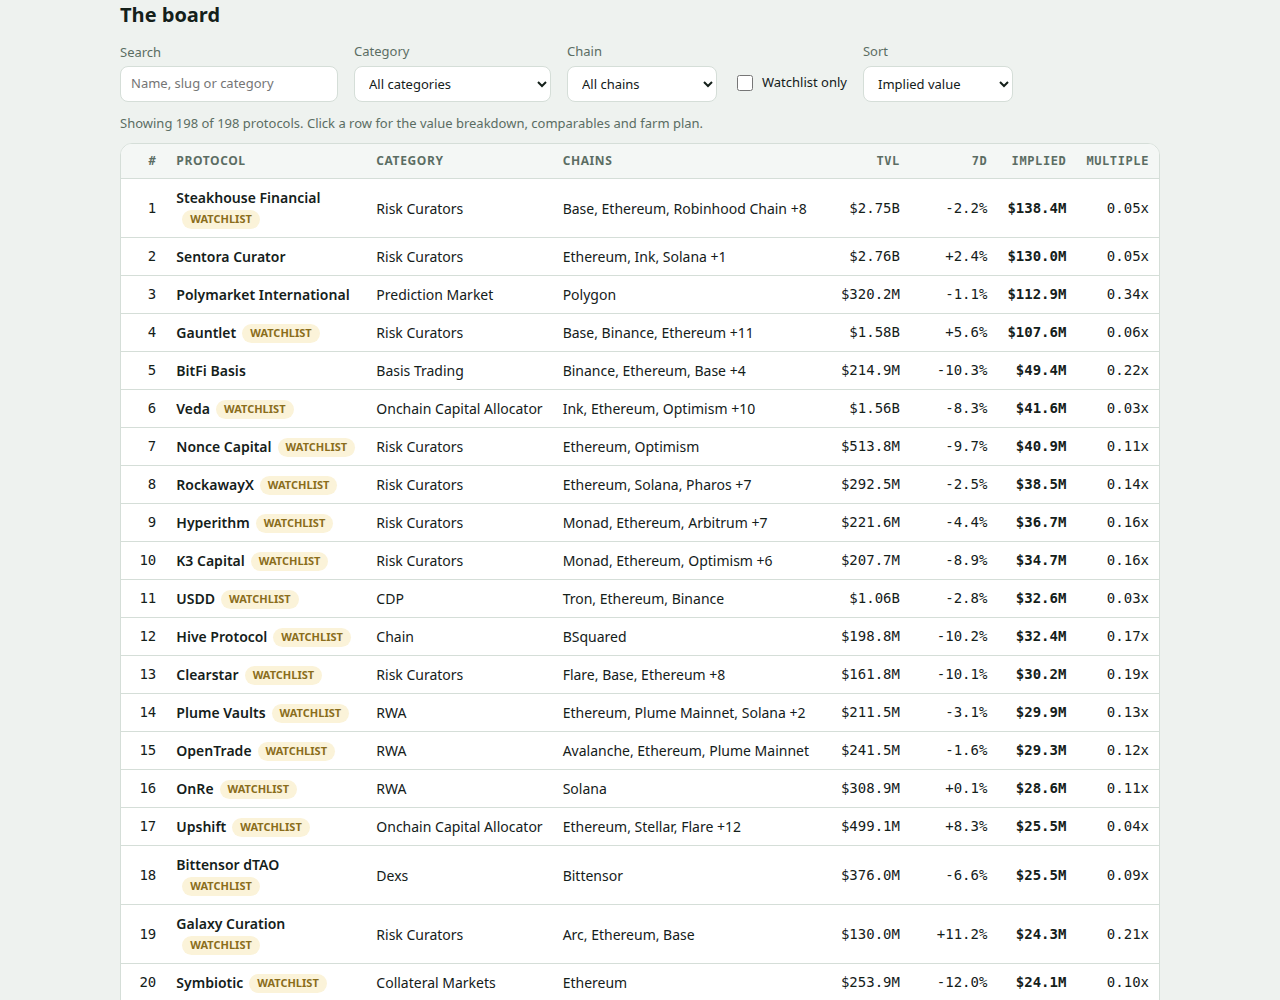 The board
Search Category Chain Sort
Name, slug or category All categories All chains Watchlist only Implied value
Showing 198 of 198 protocols. Click a row for the value breakdown, comparables and farm plan.
# PROTOCOL CATEGORY CHAINS TVL 7D IMPLIED MULTIPLE
1 Steakhouse Financial WATCHLIST Risk Curators Base, Ethereum, Robinhood Chain +8 $2.75B -2.2% $138.4M 0.05x
2 Sentora Curator Risk Curators Ethereum, Ink, Solana +1 $2.76B +2.4% $130.0M 0.05x
3 Polymarket International Prediction Market Polygon $320.2M -1.1% $112.9M 0.34x
4 Gauntlet WATCHLIST Risk Curators Base, Binance, Ethereum +11 $1.58B +5.6% $107.6M 0.06x
5 BitFi Basis Basis Trading Binance, Ethereum, Base +4 $214.9M -10.3% $49.4M 0.22x
6 Veda WATCHLIST Onchain Capital Allocator Ink, Ethereum, Optimism +10 $1.56B -8.3% $41.6M 0.03x
7 Nonce Capital WATCHLIST Risk Curators Ethereum, Optimism $513.8M -9.7% $40.9M 0.11x
8 RockawayX WATCHLIST Risk Curators Ethereum, Solana, Pharos +7 $292.5M -2.5% $38.5M 0.14x
9 Hyperithm WATCHLIST Risk Curators Monad, Ethereum, Arbitrum +7 $221.6M -4.4% $36.7M 0.16x
10 K3 Capital WATCHLIST Risk Curators Monad, Ethereum, Optimism +6 $207.7M -8.9% $34.7M 0.16x
11 USDD WATCHLIST CDP Tron, Ethereum, Binance $1.06B -2.8% $32.6M 0.03x
12 Hive Protocol WATCHLIST Chain BSquared $198.8M -10.2% $32.4M 0.17x
13 Clearstar WATCHLIST Risk Curators Flare, Base, Ethereum +8 $161.8M -10.1% $30.2M 0.19x
14 Plume Vaults WATCHLIST RWA Ethereum, Plume Mainnet, Solana +2 $211.5M -3.1% $29.9M 0.13x
15 OpenTrade WATCHLIST RWA Avalanche, Ethereum, Plume Mainnet $241.5M -1.6% $29.3M 0.12x
16 OnRe WATCHLIST RWA Solana $308.9M +0.1% $28.6M 0.11x
17 Upshift WATCHLIST Onchain Capital Allocator Ethereum, Stellar, Flare +12 $499.1M +8.3% $25.5M 0.04x
18 Bittensor dTAO WATCHLIST Dexs Bittensor $376.0M -6.6% $25.5M 0.09x
19 Galaxy Curation WATCHLIST Risk Curators Arc, Ethereum, Base $130.0M +11.2% $24.3M 0.21x
20 Symbiotic WATCHLIST Collateral Markets Ethereum $253.9M -12.0% $24.1M 0.10x